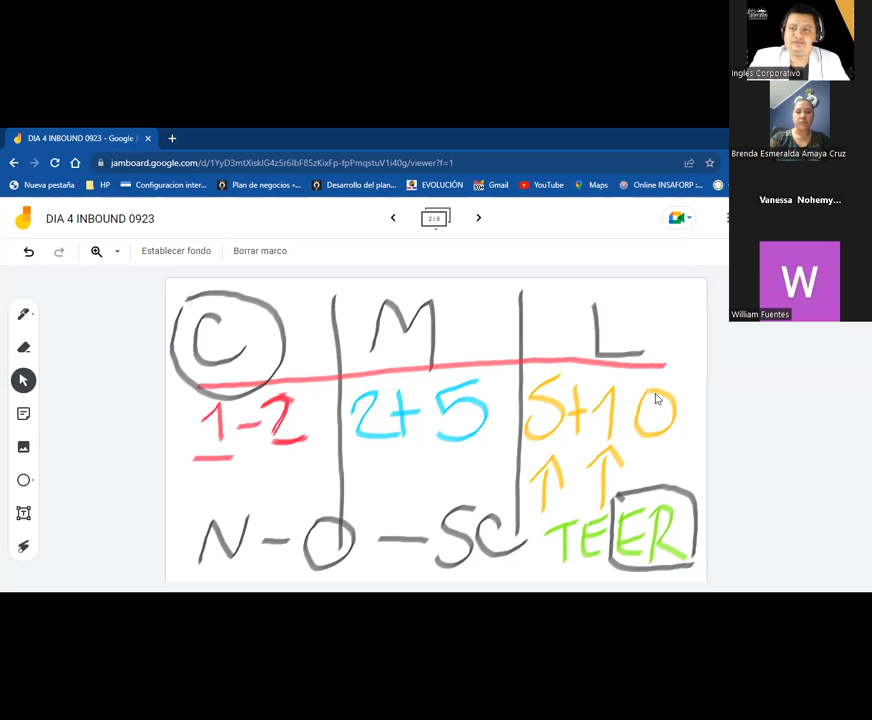 DIA 4 INBOUND 0923 - Google J
jamboard.google.com/d/1YyD3mtXisklG4z5r6IbF85zKixFp-fpPmqstuV1i40g/viewer?f=1
Nueva pestaña
HP
Configuracion inter...
Plan de negocios -...
Desarrollo del plan...
EVOLUCIÓN
Gmail
YouTube
Maps
Online INSAFORP :...
DIA 4 INBOUND 0923
2 / 8
Establecer fondo
Borrar marco
C M L
1-2 2+5 5+10
N-O-SC TEER
Ingles Corporativo
Brenda Esmeralda Amaya Cruz
Vanessa Nohemy...
W
William Fuentes